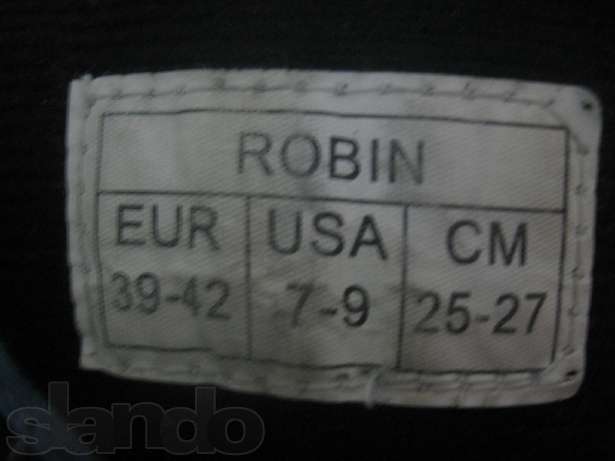 ROBIN
EUR USA CM
39-42 7-9 25-27
slando